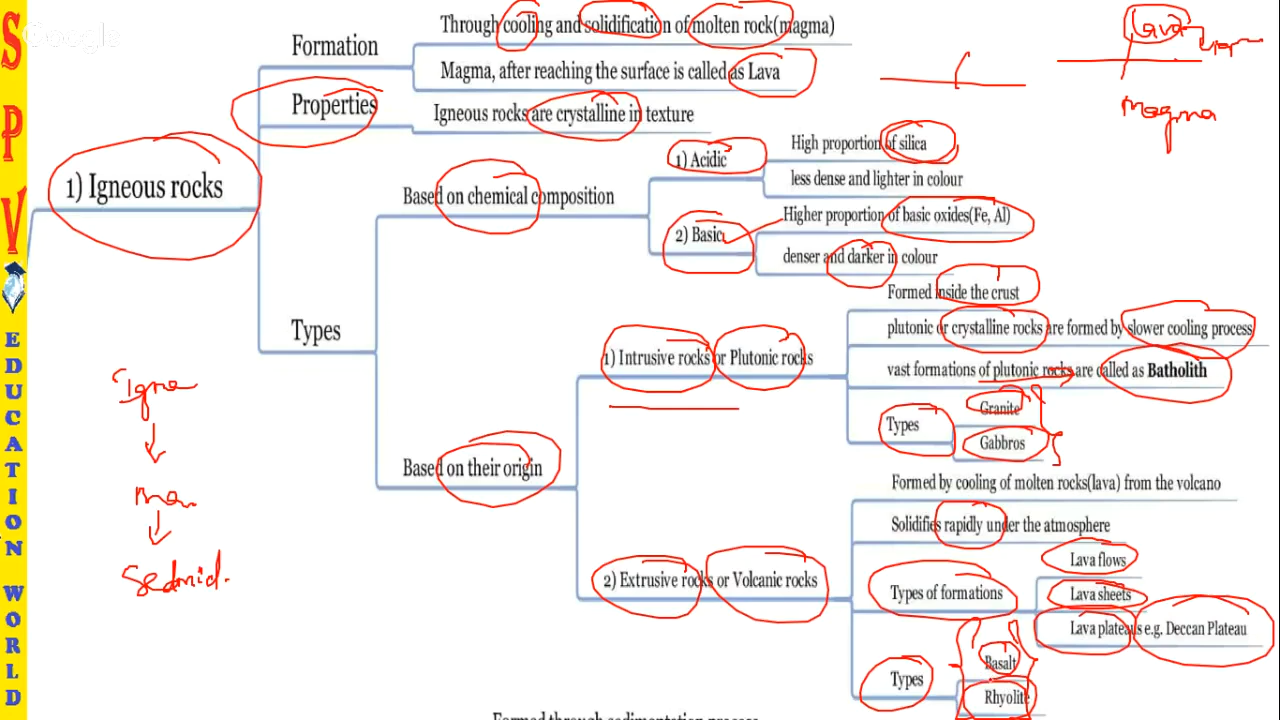 SPV EDUCATION WORLD
Google
1) Igneous rocks
Formation
Through cooling and solidification of molten rock(magma)
Magma, after reaching the surface is called as Lava
Properties
Igneous rocks are crystalline in texture
Types
Based on chemical composition
1) Acidic
High proportion of silica
less dense and lighter in colour
2) Basic
Higher proportion of basic oxides(Fe, Al)
denser and darker in colour
Based on their origin
1) Intrusive rocks or Plutonic rocks
Formed inside the crust
plutonic or crystalline rocks are formed by slower cooling process
vast formations of plutonic rocks are called as Batholith
Types
Granite
Gabbros
2) Extrusive rocks or Volcanic rocks
Formed by cooling of molten rocks(lava) from the volcano
Solidifies rapidly under the atmosphere
Types of formations
Lava flows
Lava sheets
Lava plateaus e.g. Deccan Plateau
Types
Basalt
Rhyolite
Formed through sedimentation process
Lava
Magma